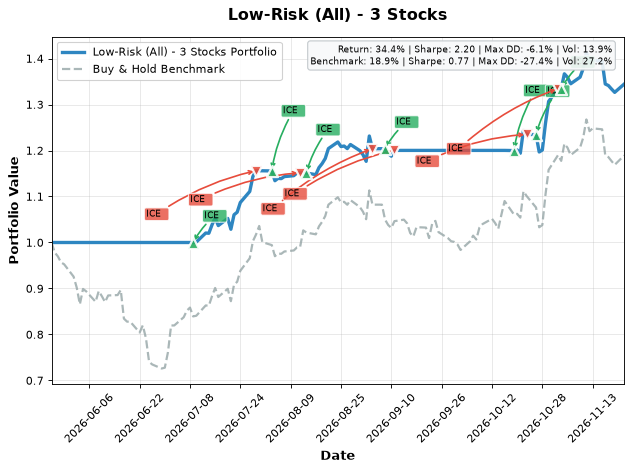 Low-Risk (All) - 3 Stocks
Return: 34.4% | Sharpe: 2.20 | Max DD: -6.1% | Vol: 13.9%
Benchmark: 18.9% | Sharpe: 0.77 | Max DD: -27.4% | Vol: 27.2%
Low-Risk (All) - 3 Stocks Portfolio
Buy & Hold Benchmark
1.4
1.3
1.2
1.1
1.0
0.9
0.8
0.7
Portfolio Value
ICE
ICE
ICE
ICE
ICE
ICE
ICE
ICE
ICE
ICE
ICE
ICE
ICE
2026-06-06
2026-06-22
2026-07-08
2026-07-24
2026-08-09
2026-08-25
2026-09-10
2026-09-26
2026-10-12
2026-10-28
2026-11-13
Date